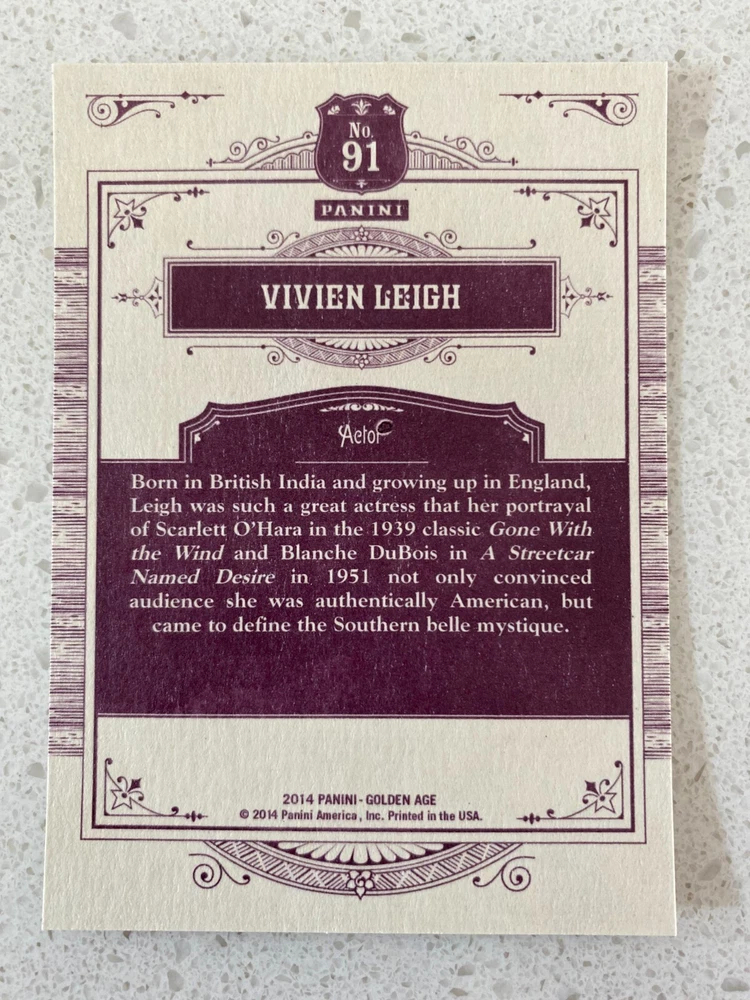 No.
91
PANINI
VIVIEN LEIGH
Actor
Born in British India and growing up in England,
Leigh was such a great actress that her portrayal
of Scarlett O'Hara in the 1939 classic Gone With
the Wind and Blanche DuBois in A Streetcar
Named Desire in 1951 not only convinced
audience she was authentically American, but
came to define the Southern belle mystique.
2014 PANINI - GOLDEN AGE
© 2014 Panini America, Inc. Printed in the USA.